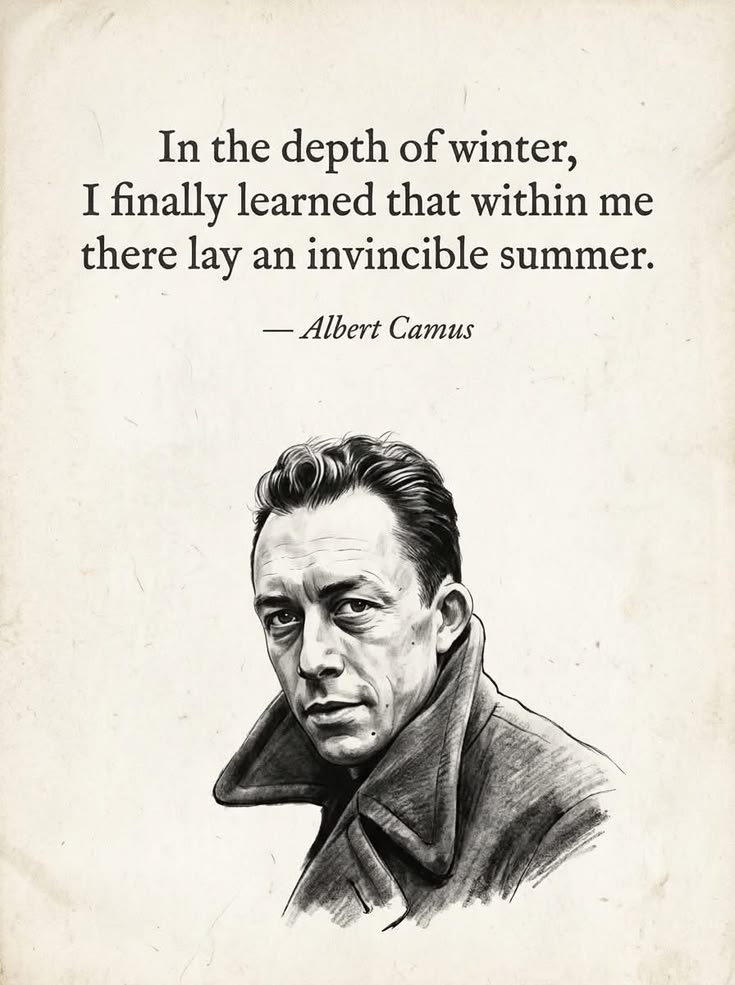 In the depth of winter,
I finally learned that within me
there lay an invincible summer.
— Albert Camus